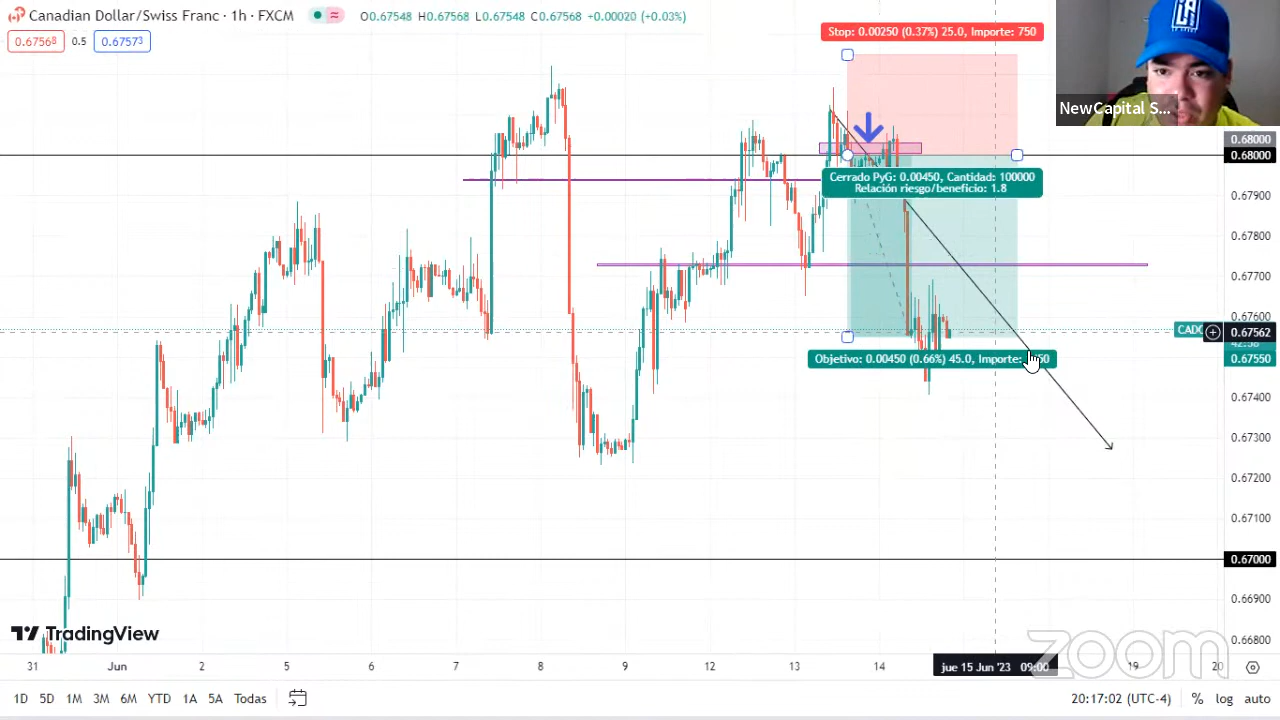 Canadian Dollar/Swiss Franc · 1h · FXCM
O0.67548 H0.67568 L0.67548 C0.67568 +0.00020 (+0.03%)
0.67568 0.5 0.67573
Stop: 0.00250 (0.37%) 25.0, Importe: 750
NewCapital S...
Cerrado PyG: 0.00450, Cantidad: 100000
Relación riesgo/beneficio: 1.8
Objetivo: 0.00450 (0.66%) 45.0, Importe:
0.68000
0.68000
0.67900
0.67800
0.67700
0.67600
0.67562
0.67550
0.67400
0.67300
0.67200
0.67100
0.67000
0.66900
0.66800
TradingView
zoom
31 Jun 2 5 6 7 8 9 12 13 14 jue 15 Jun '23 09:00 19 20
1D 5D 1M 3M 6M YTD 1A 5A Todas
20:17:02 (UTC-4) % log auto